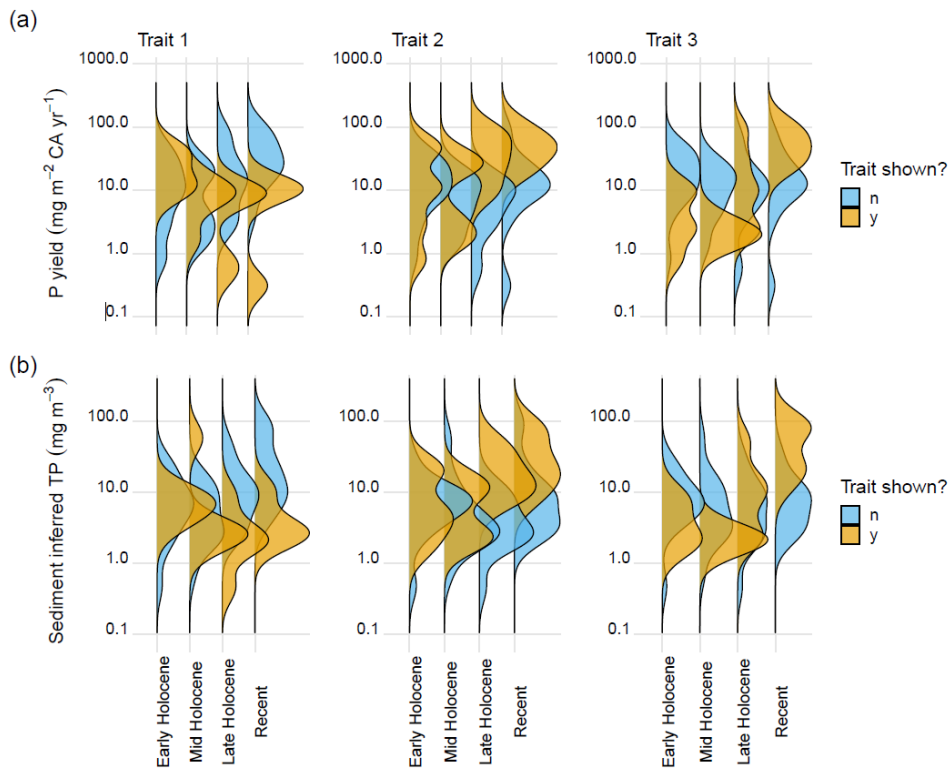 (a)
Trait 1
Trait 2
Trait 3
P yield (mg m−2 CA yr−1)
1000.0
100.0
10.0
1.0
0.1
1000.0
100.0
10.0
1.0
0.1
1000.0
100.0
10.0
1.0
0.1
Trait shown?
n
y
(b)
Sediment inferred TP (mg m−3)
100.0
10.0
1.0
0.1
100.0
10.0
1.0
0.1
100.0
10.0
1.0
0.1
Trait shown?
n
y
Early Holocene
Mid Holocene
Late Holocene
Recent
Early Holocene
Mid Holocene
Late Holocene
Recent
Early Holocene
Mid Holocene
Late Holocene
Recent